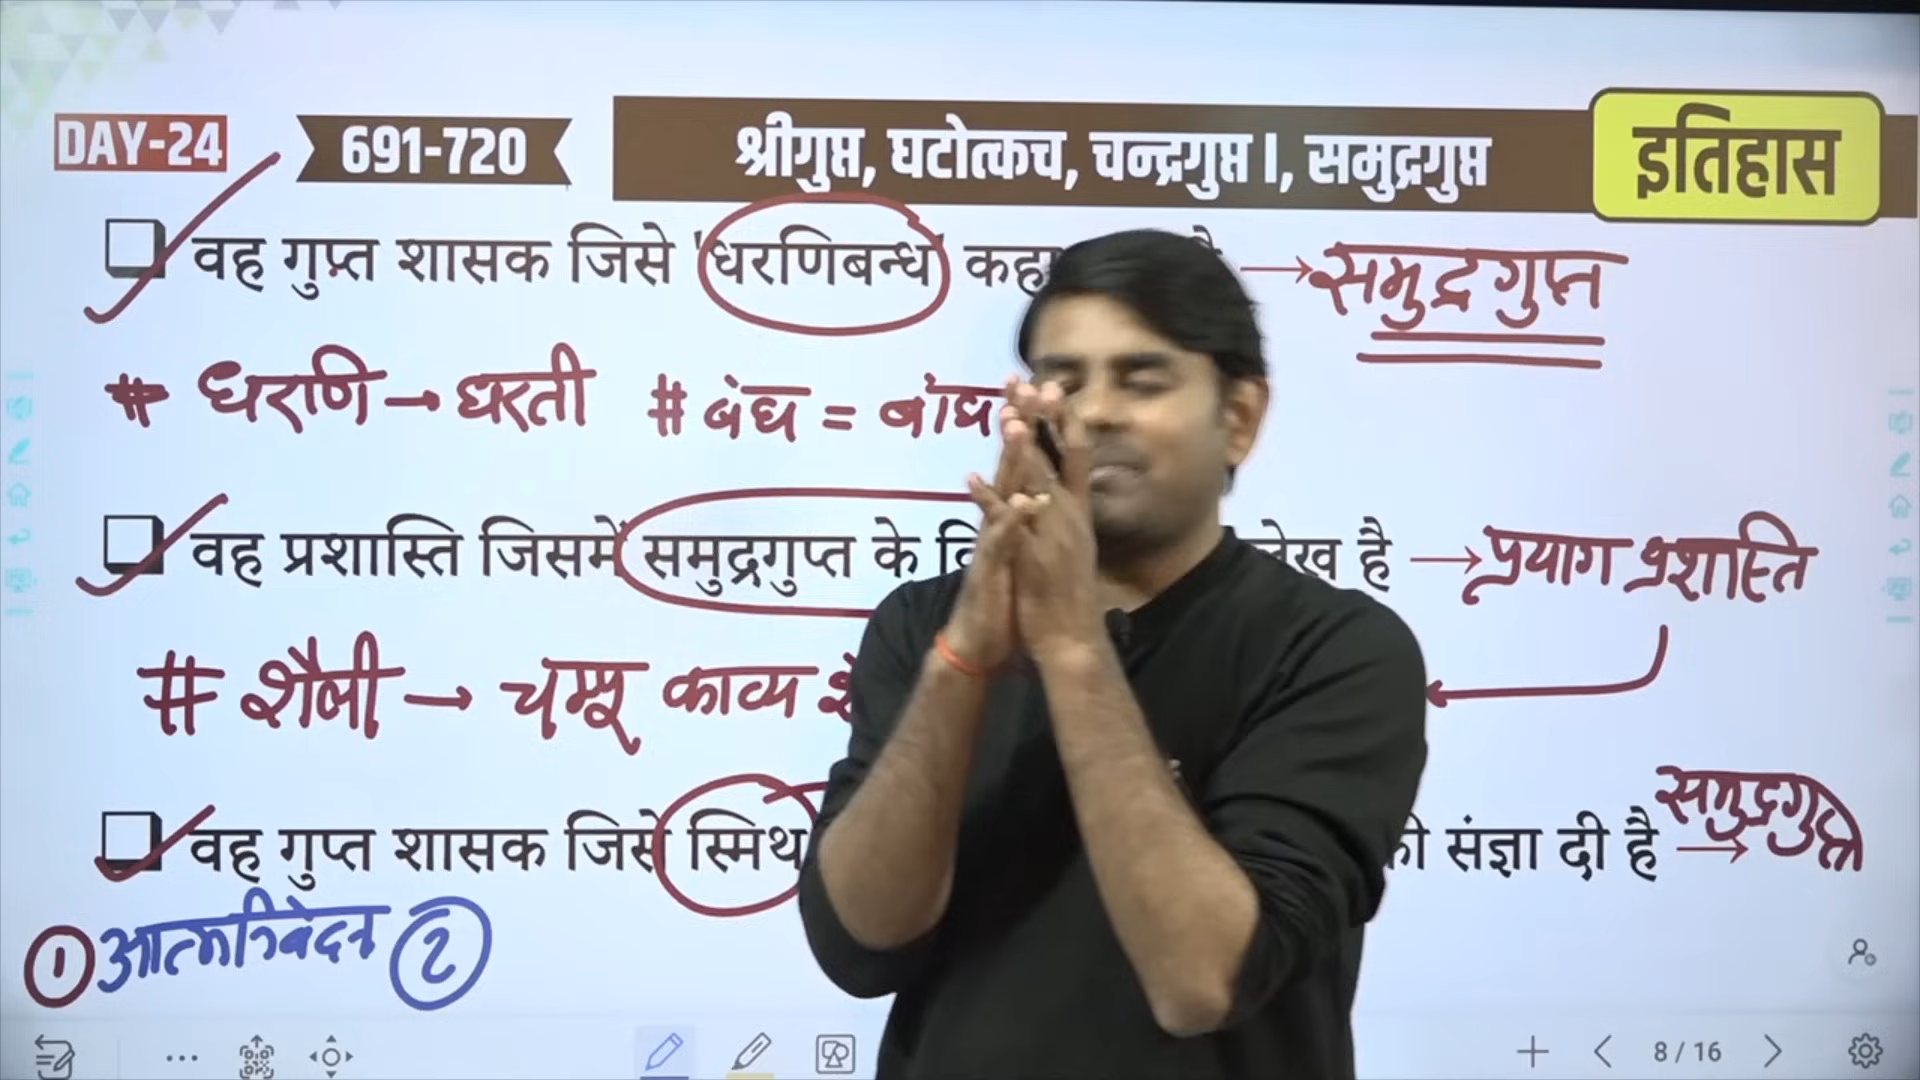 DAY-24 691-720 श्रीगुप्त, घटोत्कच, चन्द्रगुप्त I, समुद्रगुप्त इतिहास
वह गुप्त शासक जिसे 'धरणिबन्ध' कहा → समुद्रगुप्त
# धरणि → धरती # बंध = बांध
वह प्रशास्ति जिसमें समुद्रगुप्त के है → प्रयाग प्रशास्ति
# शैली → चम्पू काव्य
वह गुप्त शासक जिसे स्मिथ की संज्ञा दी है → समुद्रगुप्त
1 आत्मनिवेदन 2
8 / 16